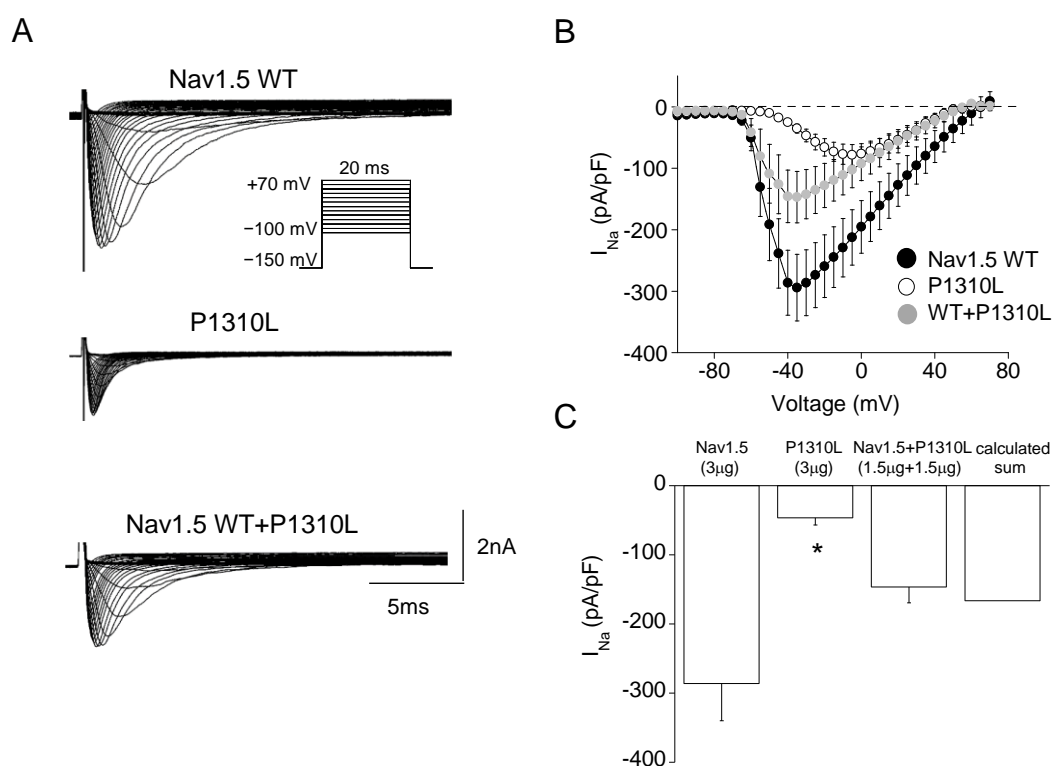 A
Nav1.5 WT
20 ms
+70 mV
−100 mV
−150 mV
P1310L
Nav1.5 WT+P1310L
2nA
5ms
B
0
-100
-200
-300
-400
I_Na (pA/pF)
-80
-40
0
40
80
Voltage (mV)
Nav1.5 WT
P1310L
WT+P1310L
C
Nav1.5
(3μg)
P1310L
(3μg)
Nav1.5+P1310L
(1.5μg+1.5μg)
calculated
sum
0
-100
-200
-300
-400
I_Na (pA/pF)
*